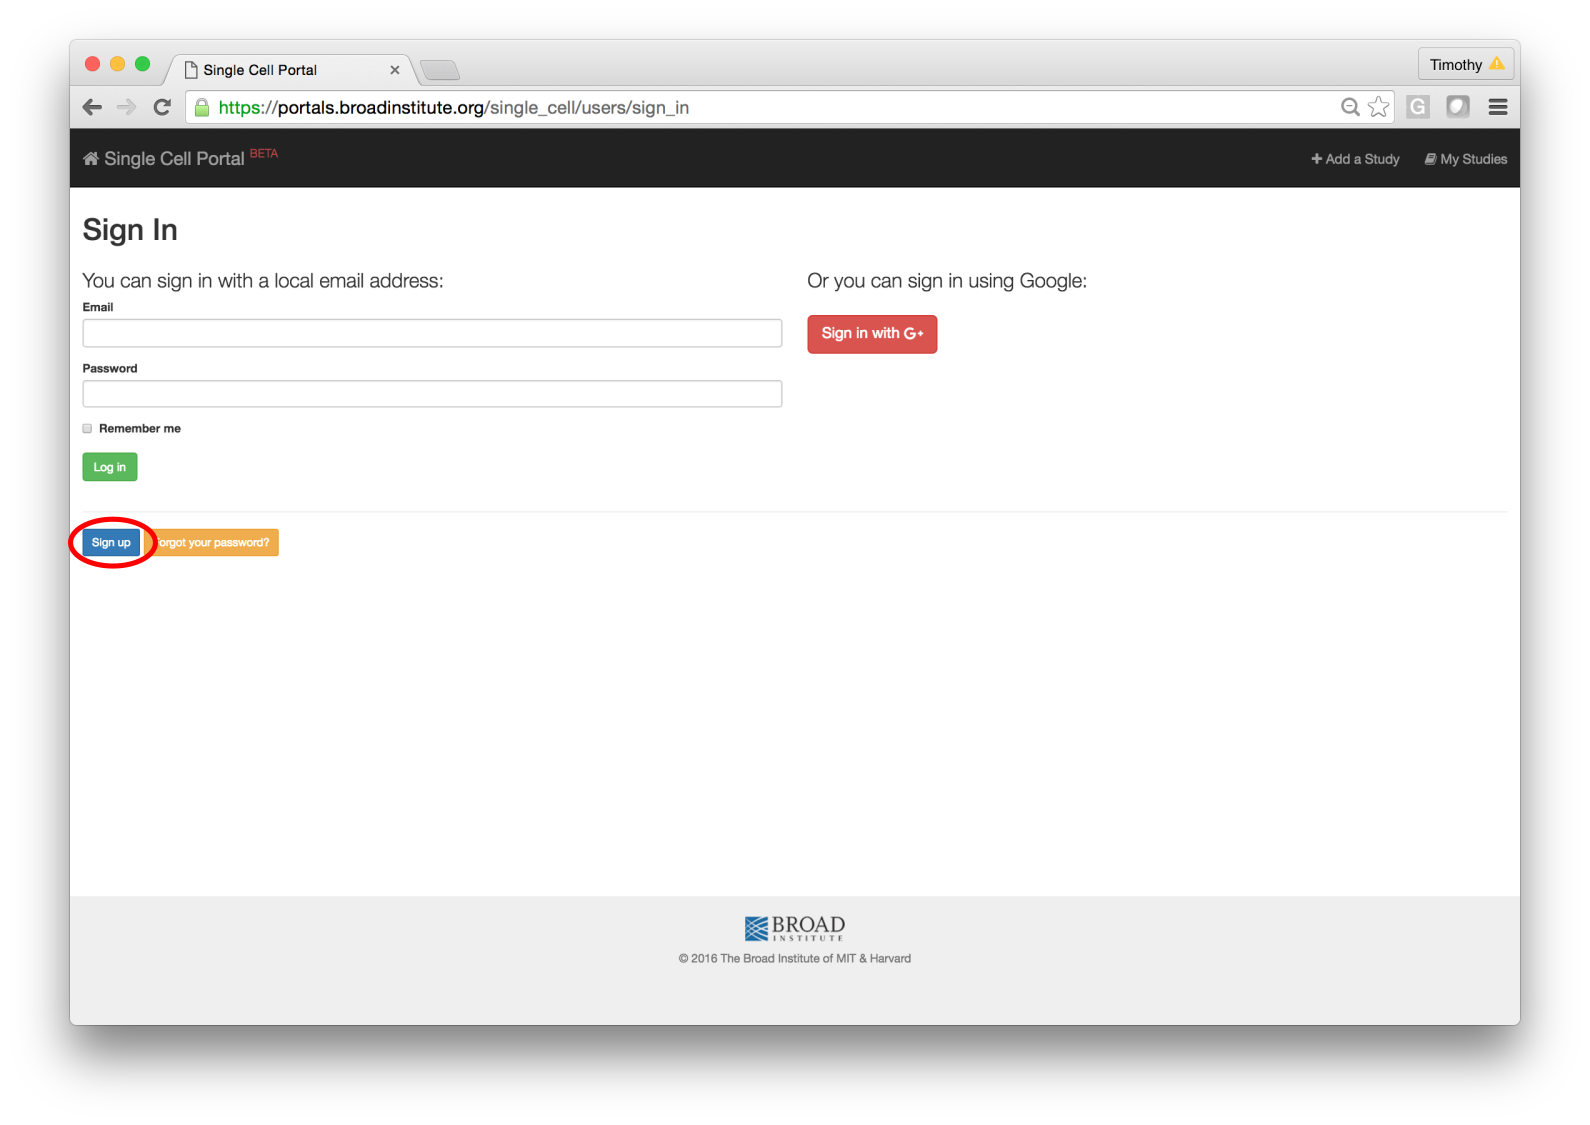 Single Cell Portal
Timothy
https://portals.broadinstitute.org/single_cell/users/sign_in
Single Cell Portal BETA
Add a Study
My Studies
Sign In
You can sign in with a local email address:
Or you can sign in using Google:
Email
Sign in with G+
Password
Remember me
Log in
Sign up
orgot your password?
BROAD
INSTITUTE
© 2016 The Broad Institute of MIT & Harvard